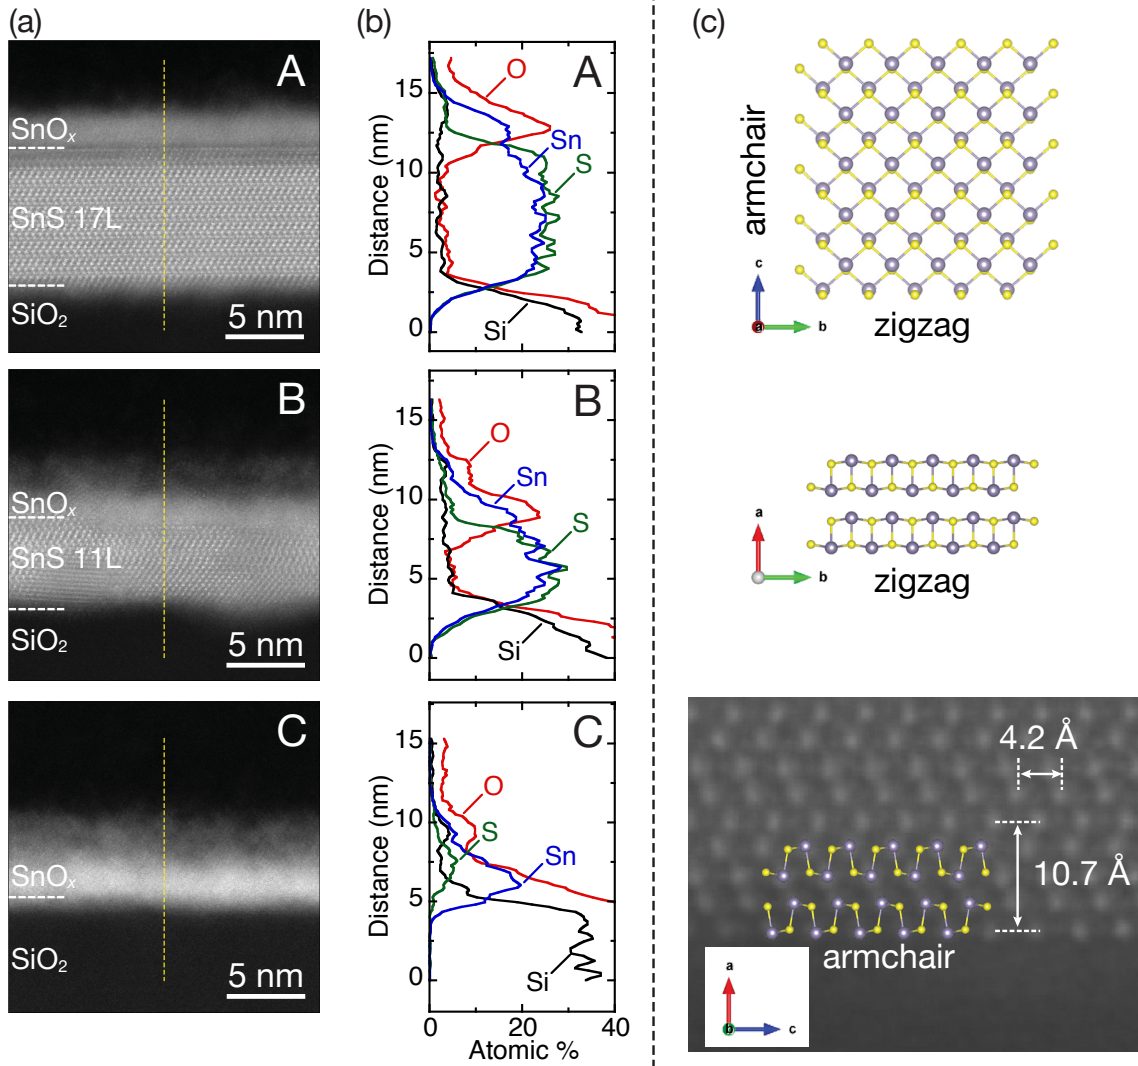 (a)
A
SnOₓ
SnS 17L
SiO₂
5 nm
B
SnOₓ
SnS 11L
SiO₂
5 nm
C
SnOₓ
SiO₂
5 nm
(b)
A
O
Sn
S
Si
Distance (nm)
15
10
5
0
B
O
Sn
S
Si
Distance (nm)
15
10
5
0
C
O
S
Sn
Si
Distance (nm)
15
10
5
0
0 20 40
Atomic %
(c)
armchair
c
a
b
zigzag
a
b
zigzag
4.2 Å
10.7 Å
armchair
a
b
c